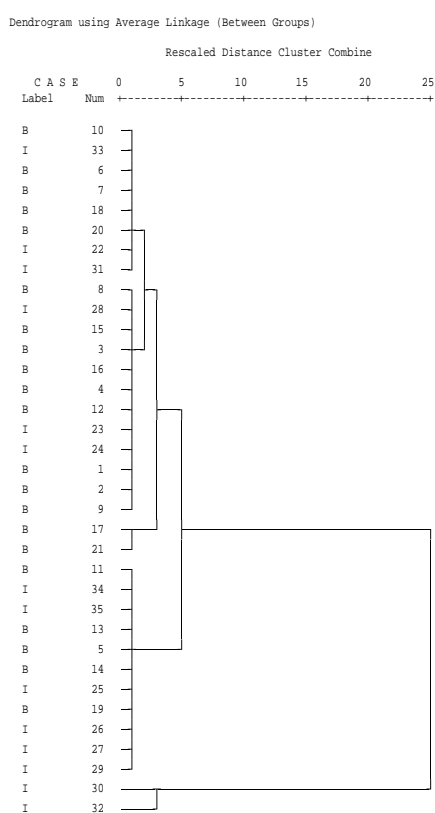 Dendrogram using Average Linkage (Between Groups)
Rescaled Distance Cluster Combine
C A S E 0 5 10 15 20 25
Label Num +---------+---------+---------+---------+---------+
B 10
I 33
B 6
B 7
B 18
B 20
I 22
I 31
B 8
I 28
B 15
B 3
B 16
B 4
B 12
I 23
I 24
B 1
B 2
B 9
B 17
B 21
B 11
I 34
I 35
B 13
B 5
B 14
I 25
B 19
I 26
I 27
I 29
I 30
I 32